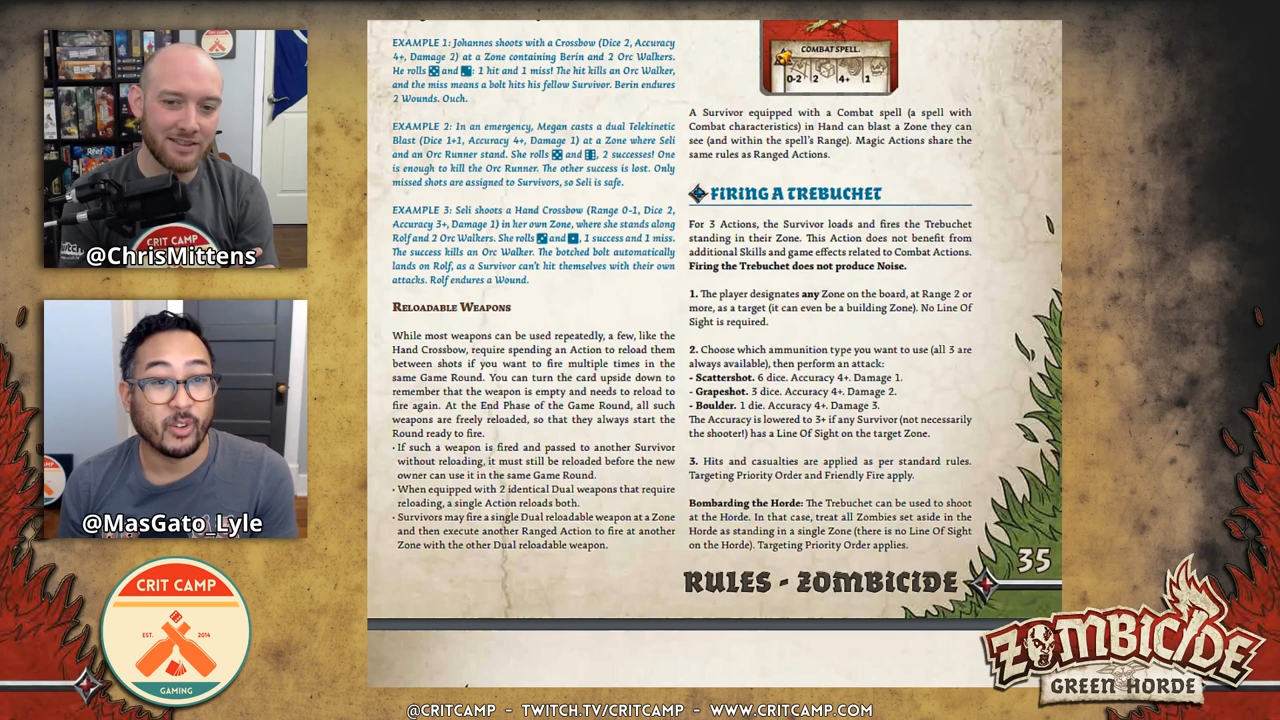 EXAMPLE 1: Johannes shoots with a Crossbow (Dice 2, Accuracy
4+, Damage 2) at a Zone containing Berin and 2 Orc Walkers.
He rolls and : 1 hit and 1 miss! The hit kills an Orc Walker,
and the miss means a bolt hits his fellow Survivor. Berin endures
2 Wounds. Ouch.
EXAMPLE 2: In an emergency, Megan casts a dual Telekinetic
Blast (Dice 1+1, Accuracy 4+, Damage 1) at a Zone where Seli
and an Orc Runner stand. She rolls and , 2 successes! One
is enough to kill the Orc Runner. The other success is lost. Only
missed shots are assigned to Survivors, so Seli is safe.
EXAMPLE 3: Seli shoots a Hand Crossbow (Range 0-1, Dice 2,
Accuracy 3+, Damage 1) in her own Zone, where she stands along
Rolf and 2 Orc Walkers. She rolls and , 1 success and 1 miss.
The success kills an Orc Walker. The botched bolt automatically
lands on Rolf, as a Survivor can't hit themselves with their own
attacks. Rolf endures a Wound.
RELOADABLE WEAPONS
While most weapons can be used repeatedly, a few, like the
Hand Crossbow, require spending an Action to reload them
between shots if you want to fire multiple times in the
same Game Round. You can turn the card upside down to
remember that the weapon is empty and needs to reload to
fire again. At the End Phase of the Game Round, all such
weapons are freely reloaded, so that they always start the
Round ready to fire.
· If such a weapon is fired and passed to another Survivor
without reloading, it must still be reloaded before the new
owner can use it in the same Game Round.
· When equipped with 2 identical Dual weapons that require
reloading, a single Action reloads both.
· Survivors may fire a single Dual reloadable weapon at a Zone
and then execute another Ranged Action to fire at another
Zone with the other Dual reloadable weapon.
COMBAT SPELL.
0-2 2 4+ 1
A Survivor equipped with a Combat spell (a spell with
Combat characteristics) in Hand can blast a Zone they can
see (and within the spell's Range). Magic Actions share the
same rules as Ranged Actions.
FIRING A TREBUCHET
For 3 Actions, the Survivor loads and fires the Trebuchet
standing in their Zone. This Action does not benefit from
additional Skills and game effects related to Combat Actions.
Firing the Trebuchet does not produce Noise.
1. The player designates any Zone on the board, at Range 2 or
more, as a target (it can even be a building Zone). No Line Of
Sight is required.
2. Choose which ammunition type you want to use (all 3 are
always available), then perform an attack:
- Scattershot. 6 dice. Accuracy 4+. Damage 1.
- Grapeshot. 3 dice. Accuracy 4+. Damage 2.
- Boulder. 1 die. Accuracy 4+. Damage 3.
The Accuracy is lowered to 3+ if any Survivor (not necessarily
the shooter!) has a Line Of Sight on the target Zone.
3. Hits and casualties are applied as per standard rules.
Targeting Priority Order and Friendly Fire apply.
Bombarding the Horde: The Trebuchet can be used to shoot
at the Horde. In that case, treat all Zombies set aside in the
Horde as standing in a single Zone (there is no Line Of Sight
on the Horde). Targeting Priority Order applies.
RULES - ZOMBICIDE
35
CRIT CAMP
@ChrisMittens
@MasGato_Lyle
CRIT CAMP
EST. 2014
GAMING
ZOMBICIDE
GREEN HORDE
@CRITCAMP - TWITCH.TV/CRITCAMP - WWW.CRITCAMP.COM